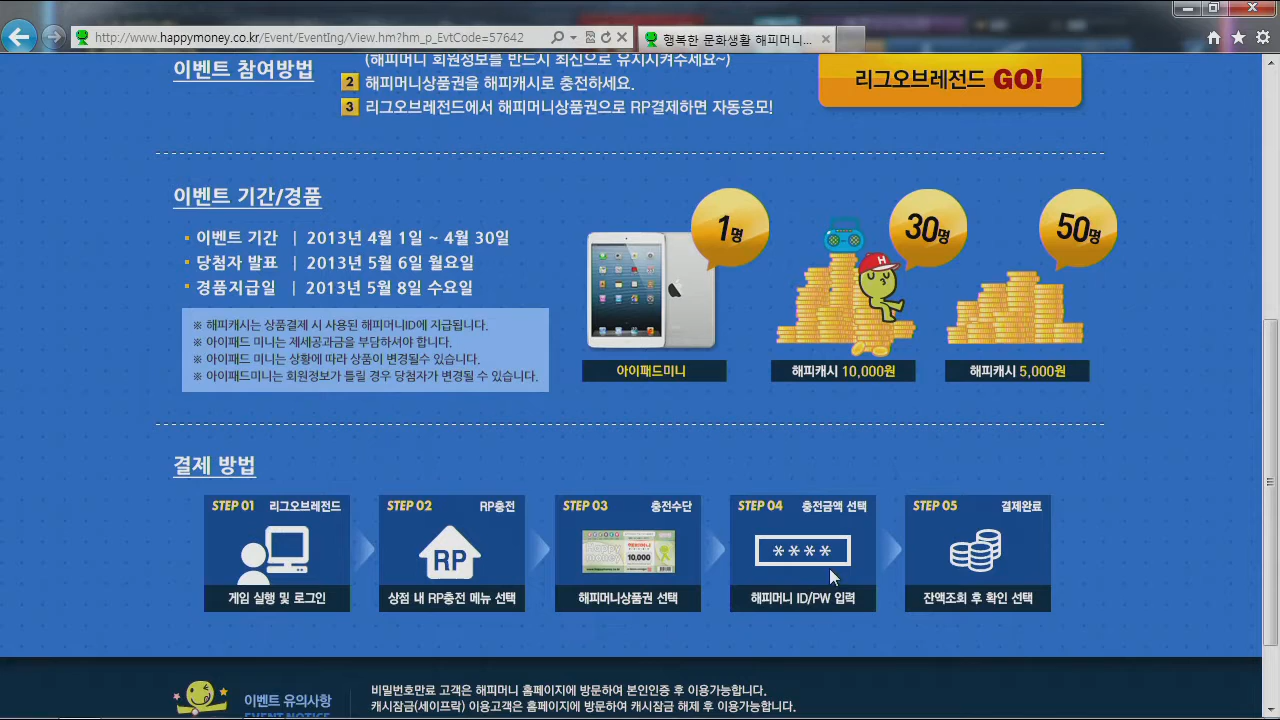 http://www.happymoney.co.kr/Event/EventIng/View.hm?hm_p_EvtCode=57642
행복한 문화생활 해피머니...
이벤트 참여방법
(해피머니 회원정보를 반드시 최신으로 유지시켜주세요~)
2 해피머니상품권을 해피캐시로 충전하세요.
3 리그오브레전드에서 해피머니상품권으로 RP결제하면 자동응모!
리그오브레전드 GO!
이벤트 기간/경품
이벤트 기간 | 2013년 4월 1일 ~ 4월 30일
당첨자 발표 | 2013년 5월 6일 월요일
경품지급일 | 2013년 5월 8일 수요일
※ 해피캐시는 상품결제 시 사용된 해피머니ID에 지급됩니다.
※ 아이패드 미니는 제세공과금을 부담하셔야 합니다.
※ 아이패드 미니는 상황에 따라 상품이 변경될수 있습니다.
※ 아이패드미니는 회원정보가 틀릴 경우 당첨자가 변경될 수 있습니다.
1명
아이패드미니
30명
H
해피캐시 10,000원
50명
해피캐시 5,000원
결제 방법
STEP 01 리그오브레전드
게임 실행 및 로그인
STEP 02 RP충전
RP
상점 내 RP충전 메뉴 선택
STEP 03 충전수단
10,000
해피머니상품권 선택
STEP 04 충전금액 선택
****
해피머니 ID/PW 입력
STEP 05 결제완료
잔액조회 후 확인 선택
이벤트 유의사항
EVENT NOTICE
비밀번호만료 고객은 해피머니 홈페이지에 방문하여 본인인증 후 이용가능합니다.
캐시잠금(세이프락) 이용고객은 홈페이지에 방문하여 캐시잠금 해제 후 이용가능합니다.